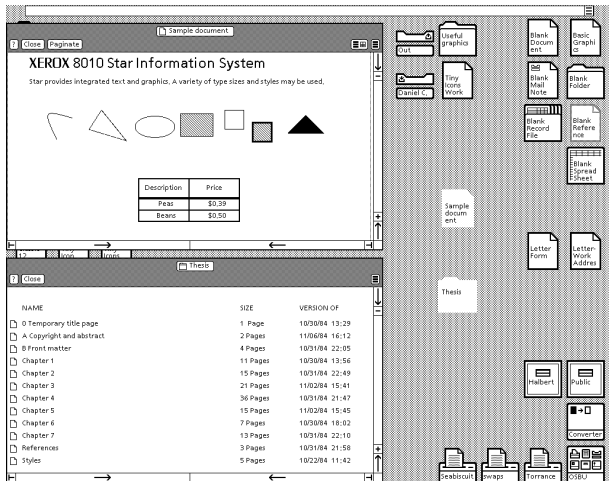 Sample document
? Close Paginate
XEROX 8010 Star Information System
Star provides integrated text and graphics. A variety of type sizes and styles may be used.
Description Price
Peas $0.39
Beans $0.50
Thesis
? Close
NAME SIZE VERSION OF
0 Temporary title page 1 Page 10/30/84 13:29
A Copyright and abstract 2 Pages 11/06/84 16:12
B Front matter 4 Pages 10/31/84 22:05
Chapter 1 11 Pages 10/30/84 13:56
Chapter 2 15 Pages 10/31/84 22:49
Chapter 3 21 Pages 11/02/84 15:41
Chapter 4 36 Pages 10/31/84 21:47
Chapter 5 15 Pages 11/02/84 15:45
Chapter 6 7 Pages 10/30/84 18:02
Chapter 7 13 Pages 10/31/84 22:10
References 3 Pages 10/31/84 21:58
Styles 5 Pages 10/22/84 11:42
Out
Useful
graphics
Blank
Docum
ent
Basic
Graphi
cs
Daniel C.
Tiny
Icons
Work
Blank
Mail
Note
Blank
Folder
Blank
Record
File
Blank
Refere
nce
Blank
Spread
Sheet
Sample
docum
ent
Letter
Form
Letter-
Work
Addres
Thesis
Halbert
Public
Converter
Seabiscuit
swaps
Torrance
OSBU